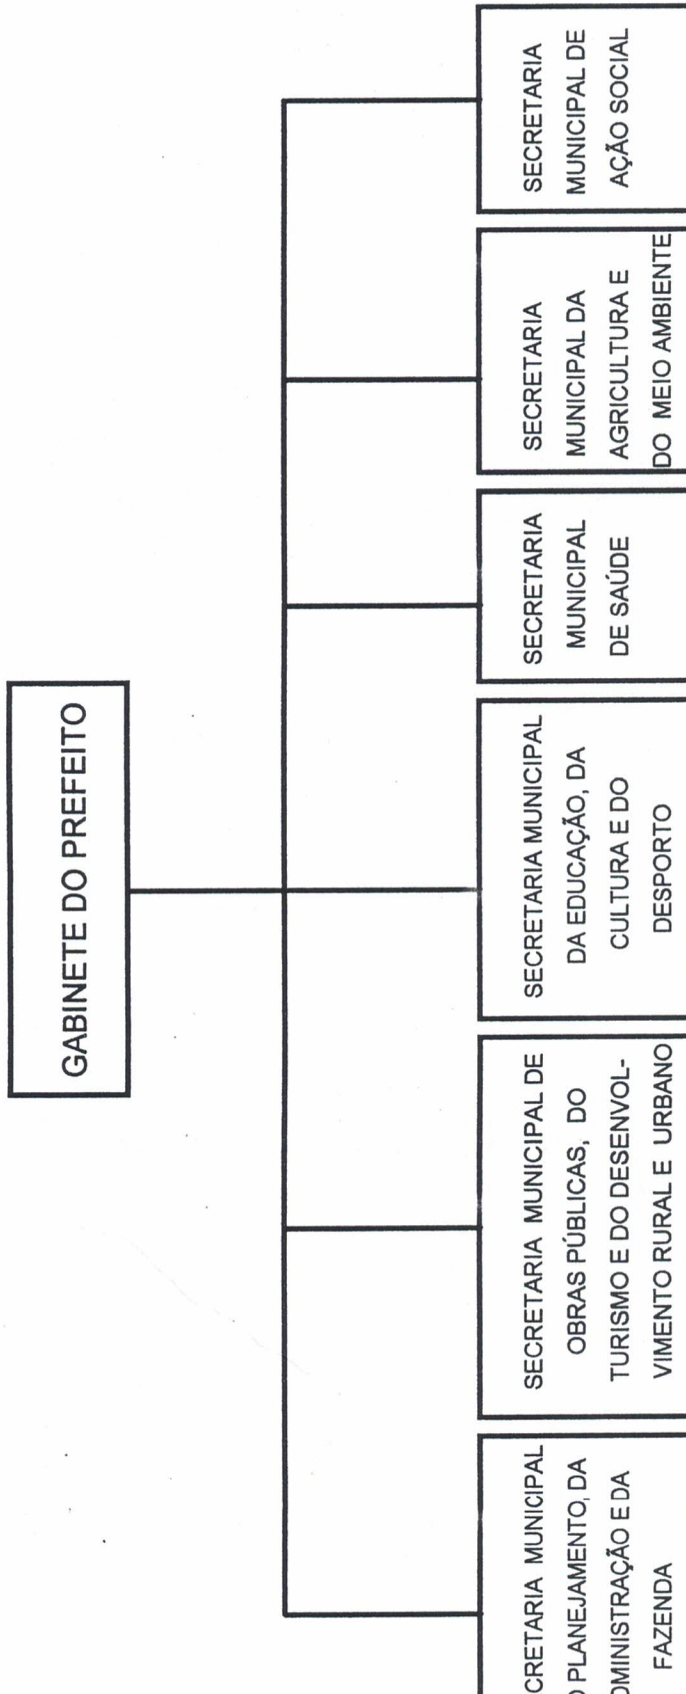 GABINETE DO PREFEITO
CRETARIA MUNICIPAL
O PLANEJAMENTO, DA
DMINISTRAÇÃO E DA
FAZENDA
SECRETARIA MUNICIPAL DE
OBRAS PÚBLICAS, DO
TURISMO E DO DESENVOL-
VIMENTO RURAL E URBANO
SECRETARIA MUNICIPAL
DA EDUCAÇÃO, DA
CULTURA E DO
DESPORTO
SECRETARIA
MUNICIPAL
DE SAÚDE
SECRETARIA
MUNICIPAL DA
AGRICULTURA E
DO MEIO AMBIENTE
SECRETARIA
MUNICIPAL DE
AÇÃO SOCIAL